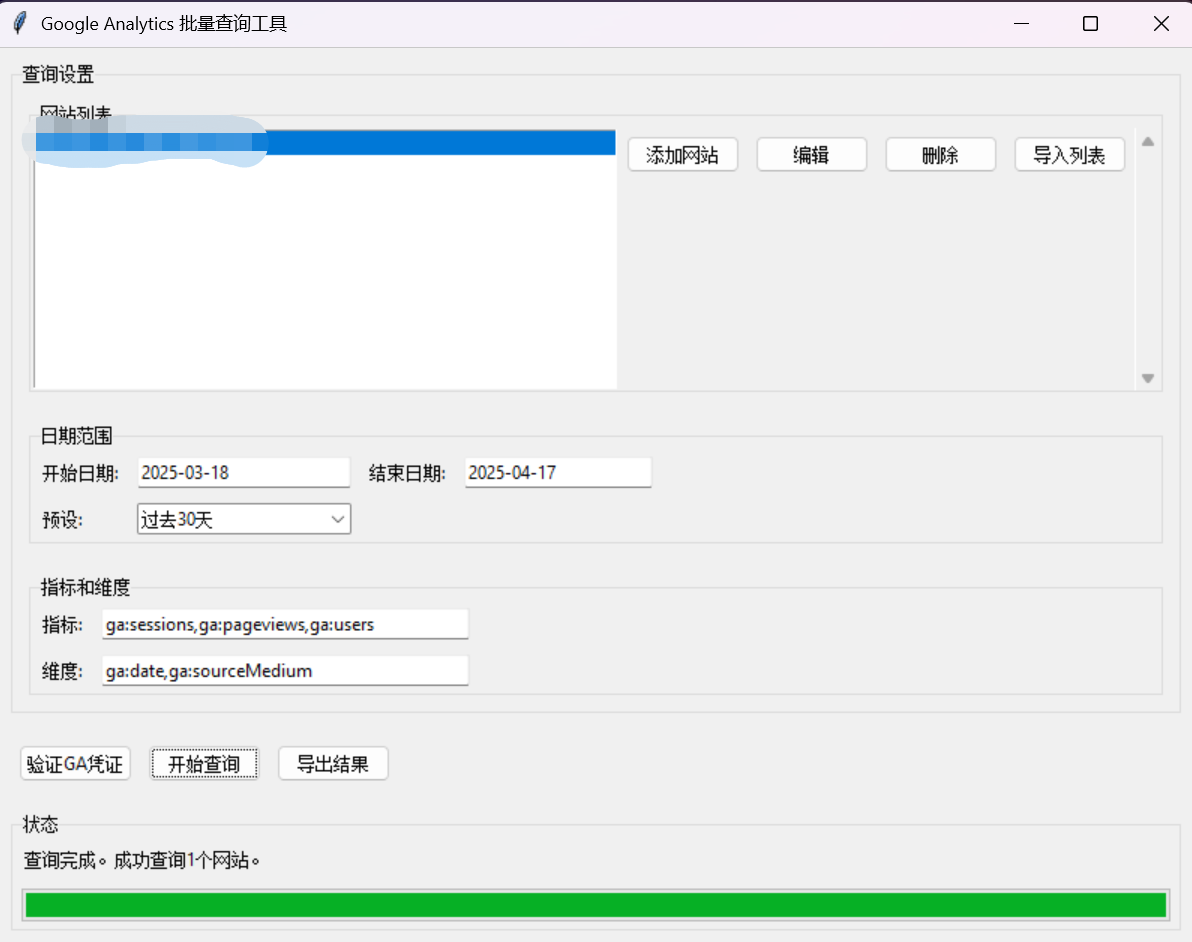 Google Analytics 批量查询工具
查询设置
网站列表
添加网站 编辑 删除 导入列表
日期范围
开始日期: 2025-03-18 结束日期: 2025-04-17
预设: 过去30天
指标和维度
指标: ga:sessions,ga:pageviews,ga:users
维度: ga:date,ga:sourceMedium
验证GA凭证 开始查询 导出结果
状态
查询完成。成功查询1个网站。